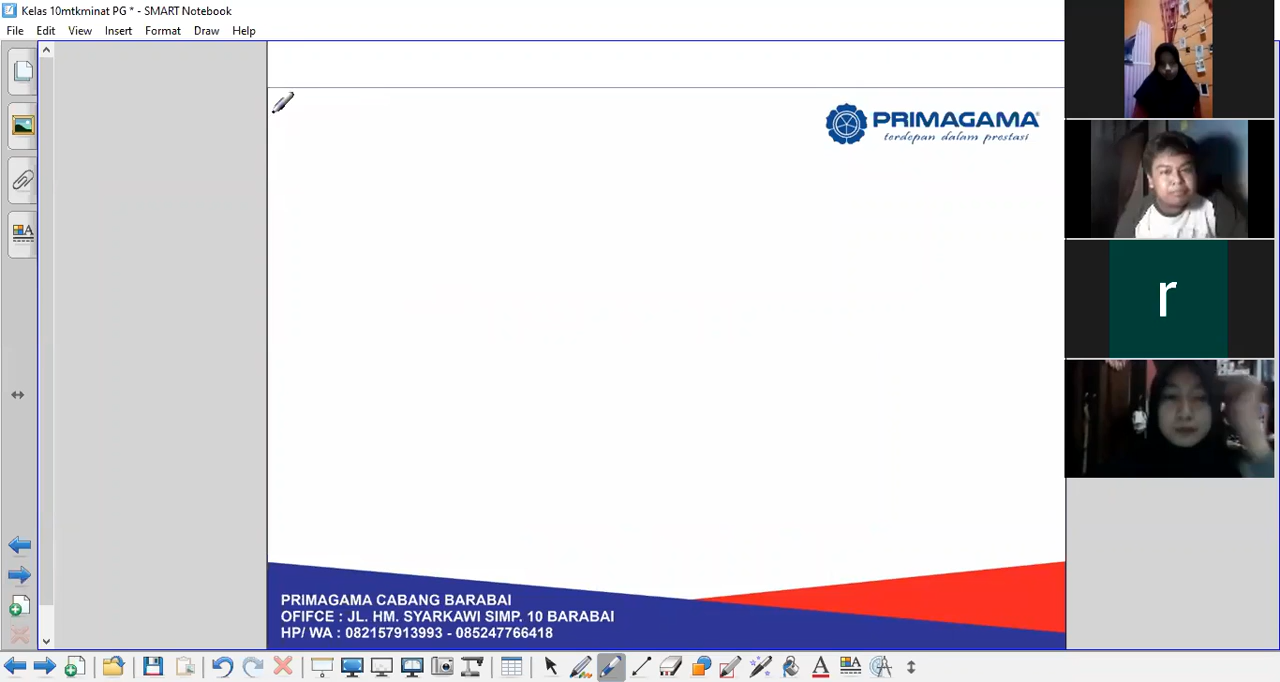 Kelas 10mtkminat PG * - SMART Notebook
File Edit View Insert Format Draw Help
PRIMAGAMA
terdepan dalam prestasi
r
PRIMAGAMA CABANG BARABAI
OFIFCE : JL. HM. SYARKAWI SIMP. 10 BARABAI
HP/ WA : 082157913993 - 085247766418